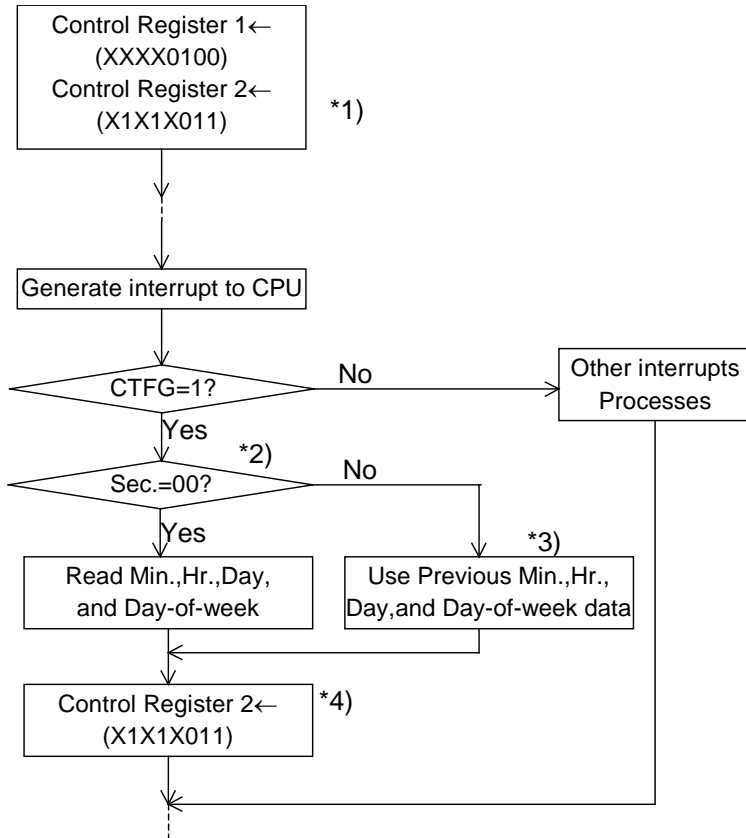 Control Register 1←
(XXXX0100)
Control Register 2←
(X1X1X011)
*1)
Generate interrupt to CPU
CTFG=1?
No
Other interrupts
Processes
Yes
*2)
Sec.=00?
No
Yes
*3)
Read Min.,Hr.,Day,
and Day-of-week
Use Previous Min.,Hr.,
Day,and Day-of-week data
Control Register 2←
(X1X1X011)
*4)